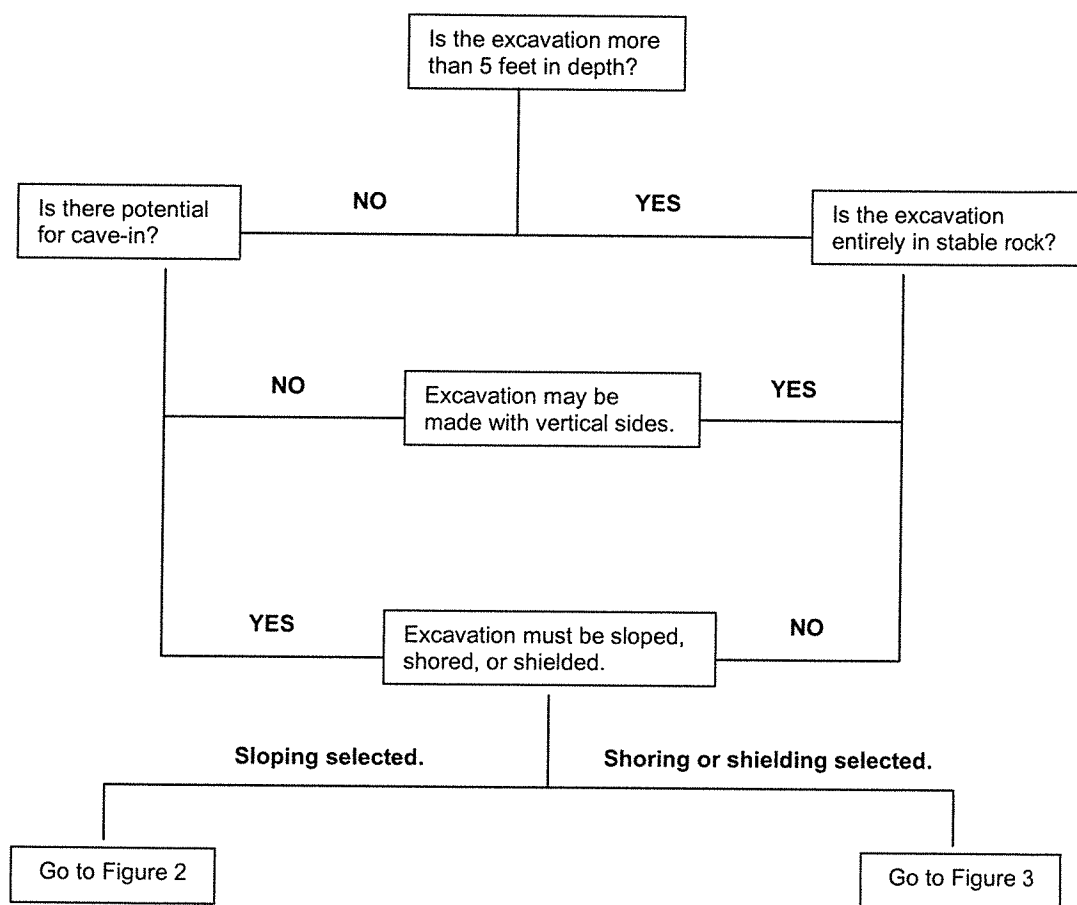 Is the excavation more
than 5 feet in depth?
NO
YES
Is there potential
for cave-in?
Is the excavation
entirely in stable rock?
NO
Excavation may be
made with vertical sides.
YES
YES
Excavation must be sloped,
shored, or shielded.
NO
Sloping selected.
Shoring or shielding selected.
Go to Figure 2
Go to Figure 3